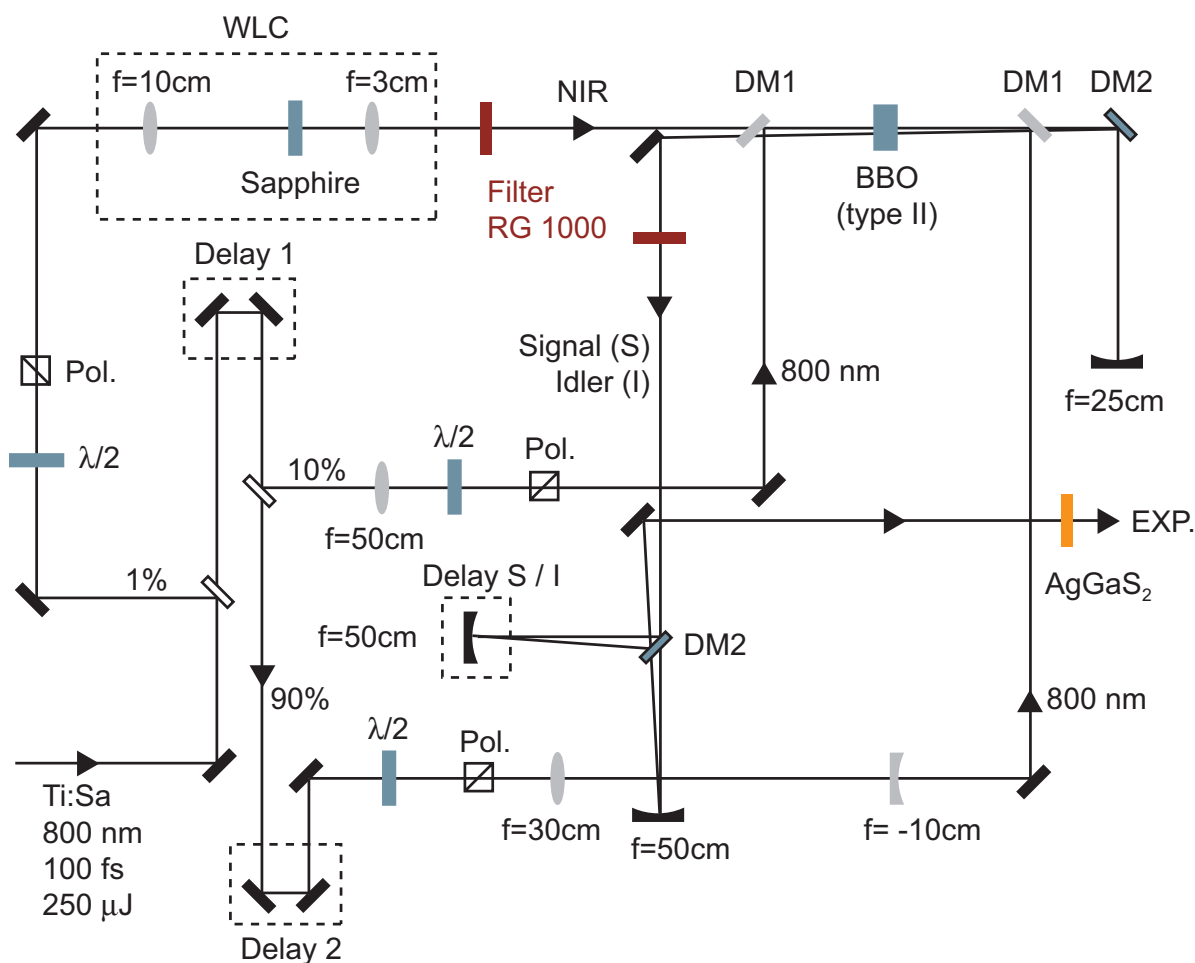 WLC
f=10cm
f=3cm
Sapphire
Filter
RG 1000
NIR
DM1
BBO
(type II)
DM1
DM2
f=25cm
Delay 1
Pol.
λ/2
Signal (S)
Idler (I)
800 nm
10%
f=50cm
λ/2
Pol.
1%
Delay S / I
f=50cm
DM2
EXP.
AgGaS₂
90%
λ/2
Pol.
f=30cm
f=50cm
f= -10cm
800 nm
Ti:Sa
800 nm
100 fs
250 μJ
Delay 2